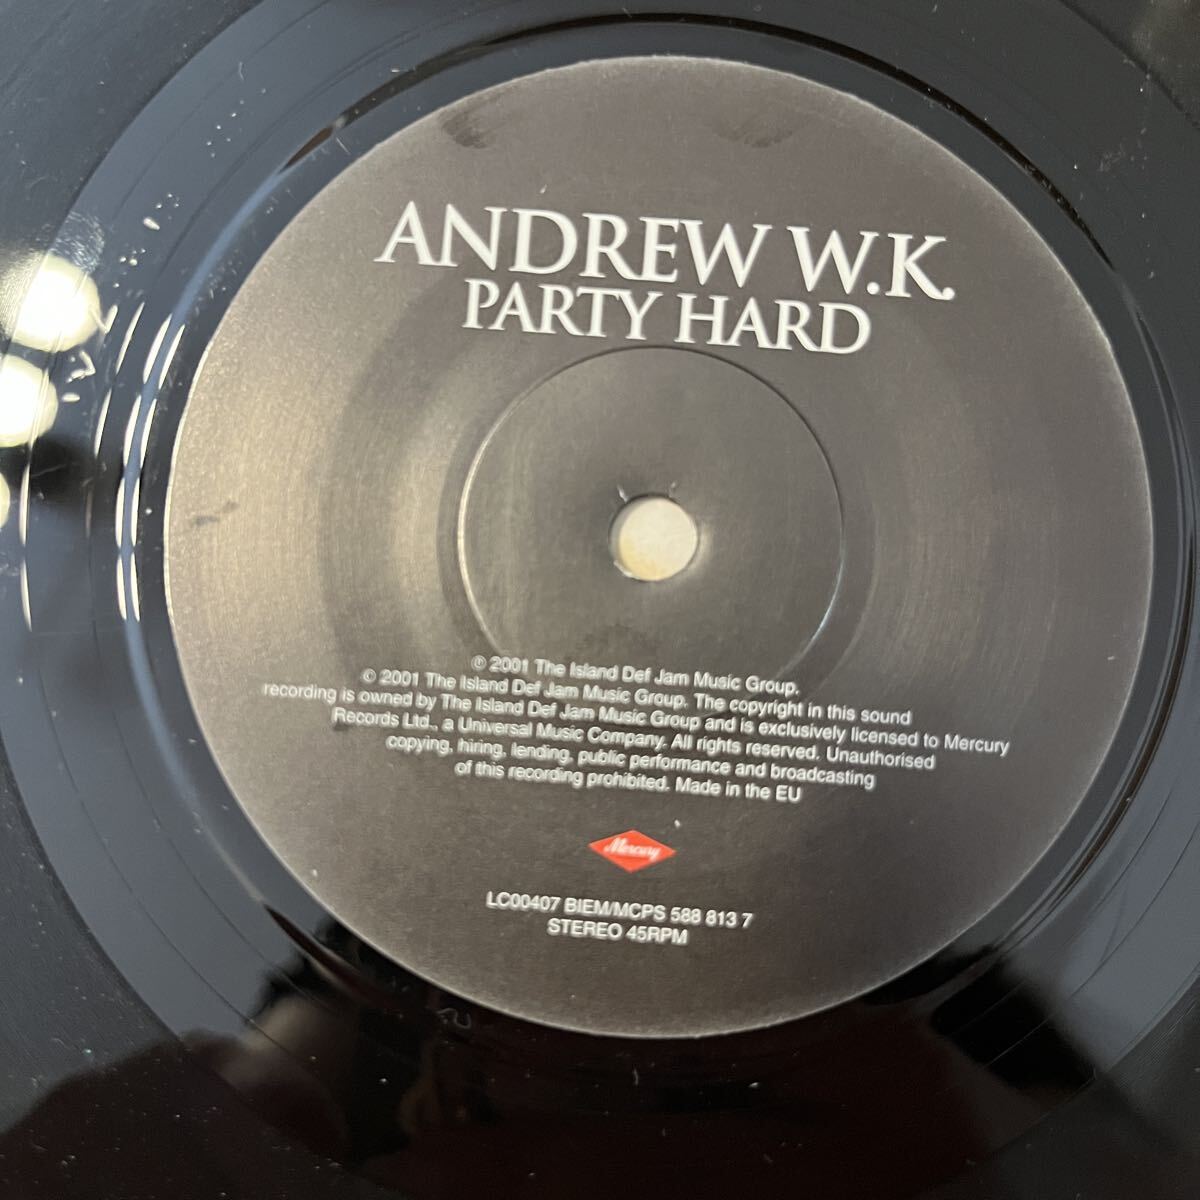 ANDREW W.K.
PARTY HARD
℗ 2001 The Island Def Jam Music Group.
© 2001 The Island Def Jam Music Group. The copyright in this sound
recording is owned by The Island Def Jam Music Group and is exclusively licensed to Mercury
Records Ltd., a Universal Music Company. All rights reserved. Unauthorised
copying, hiring, lending, public performance and broadcasting
of this recording prohibited. Made in the EU
Mercury
LC00407 BIEM/MCPS 588 813 7
STEREO 45RPM